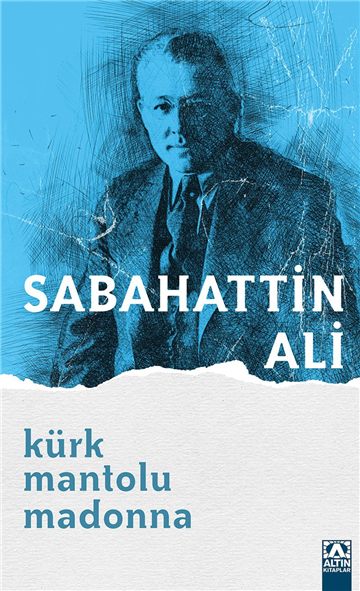 SABAHATTİN
ALİ
kürk
mantolu
madonna
ALTIN
KİTAPLAR